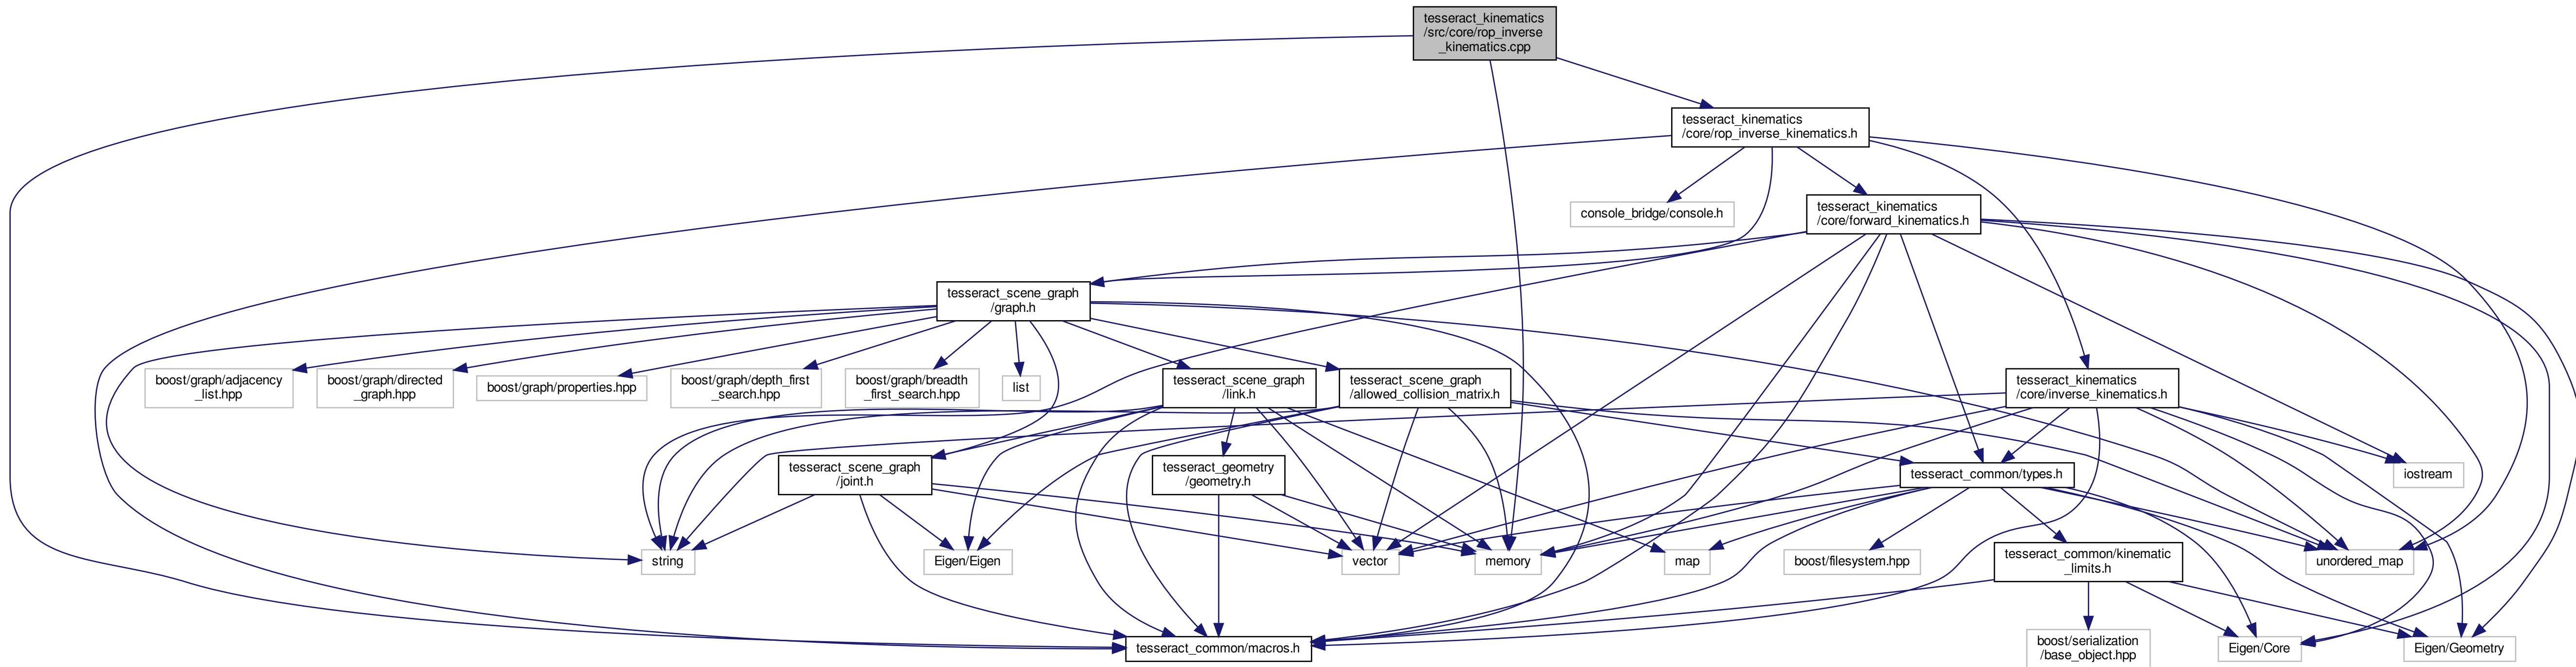 tesseract_kinematics
/src/core/rop_inverse
_kinematics.cpp
tesseract_kinematics
/core/rop_inverse_kinematics.h
console_bridge/console.h
tesseract_kinematics
/core/forward_kinematics.h
tesseract_scene_graph
/graph.h
boost/graph/adjacency
_list.hpp
boost/graph/directed
_graph.hpp
boost/graph/properties.hpp
boost/graph/depth_first
_search.hpp
boost/graph/breadth
_first_search.hpp
list
tesseract_scene_graph
/link.h
tesseract_scene_graph
/allowed_collision_matrix.h
tesseract_kinematics
/core/inverse_kinematics.h
tesseract_scene_graph
/joint.h
tesseract_geometry
/geometry.h
tesseract_common/types.h
iostream
string
Eigen/Eigen
vector
memory
map
boost/filesystem.hpp
tesseract_common/kinematic
_limits.h
unordered_map
tesseract_common/macros.h
boost/serialization
/base_object.hpp
Eigen/Core
Eigen/Geometry